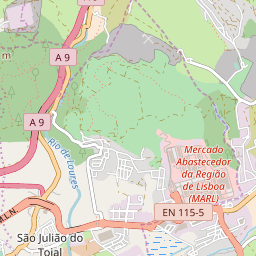 A 9
m
A 9
Rio de Loures
Mercado
Abastecedor
da Região
de Lisboa
(MARL)
EN 115-5
MLN
São Julião do
Tojal